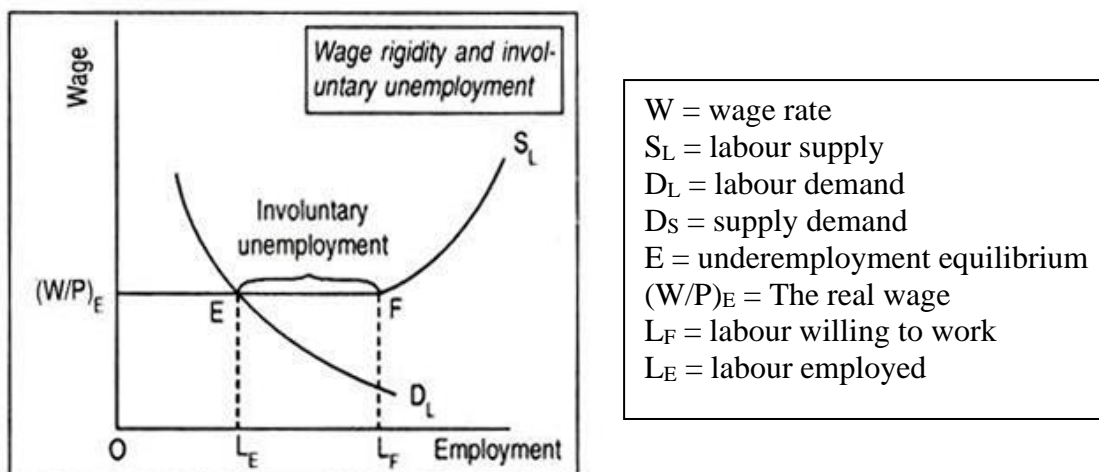 Wage rigidity and invol-
untary unemployment
Wage
S_L
Involuntary
unemployment
(W/P)_E
E
F
D_L
O
L_E
L_F
Employment
W = wage rate
S_L = labour supply
D_L = labour demand
D_S = supply demand
E = underemployment equilibrium
(W/P)_E = The real wage
L_F = labour willing to work
L_E = labour employed